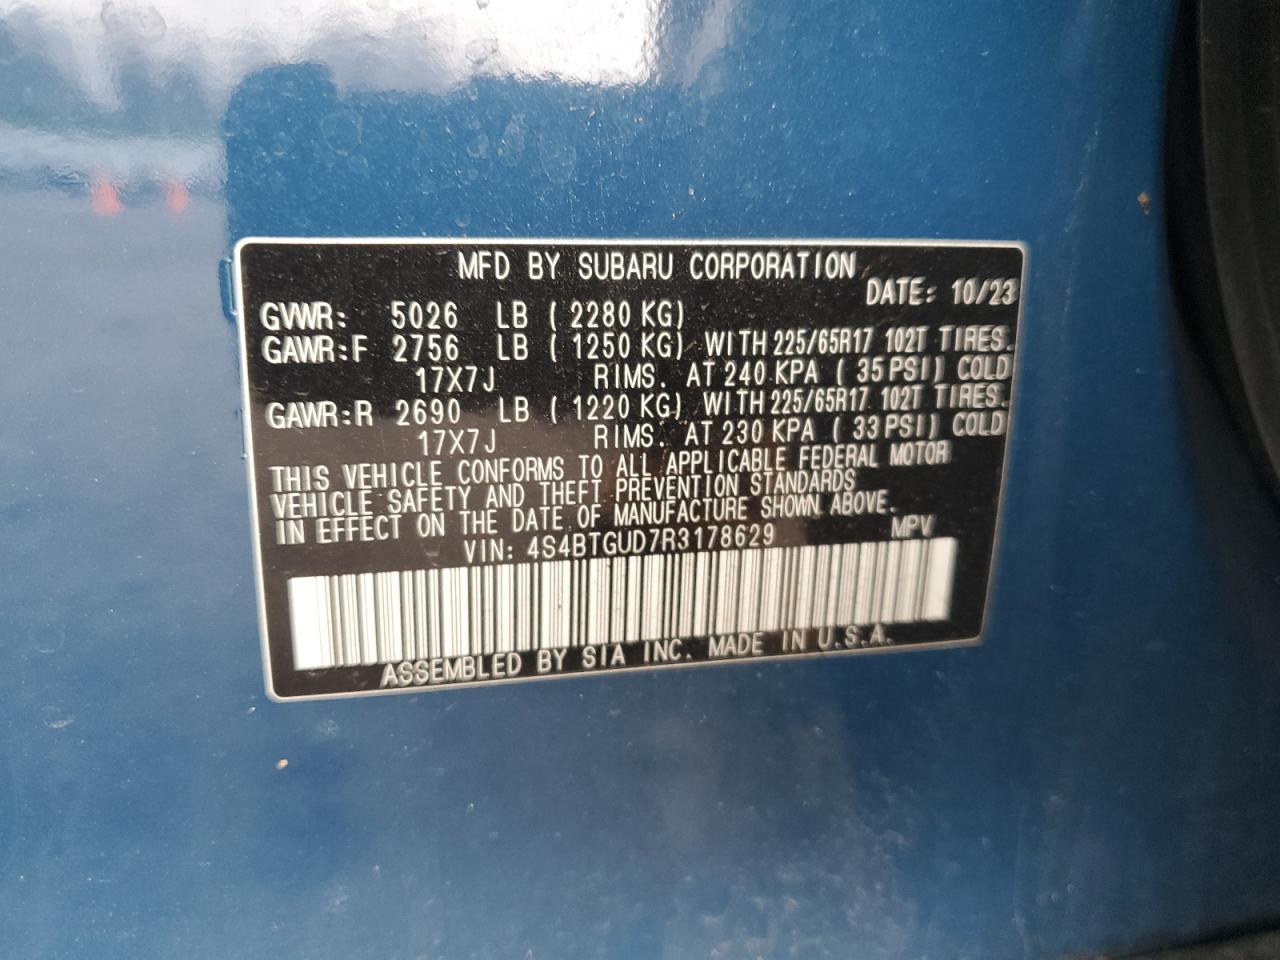 MFD BY SUBARU CORPORATION
DATE: 10/23
GVWR: 5026 LB ( 2280 KG)
GAWR:F 2756 LB ( 1250 KG) WITH 225/65R17 102T TIRES.
17X7J RIMS. AT 240 KPA ( 35 PSI) COLD
GAWR:R 2690 LB ( 1220 KG) WITH 225/65R17 102T TIRES.
17X7J RIMS. AT 230 KPA ( 33 PSI) COLD
THIS VEHICLE CONFORMS TO ALL APPLICABLE FEDERAL MOTOR
VEHICLE SAFETY AND THEFT PREVENTION STANDARDS
IN EFFECT ON THE DATE OF MANUFACTURE SHOWN ABOVE.
VIN: 4S4BTGUD7R3178629 MPV
ASSEMBLED BY SIA INC. MADE IN U.S.A.